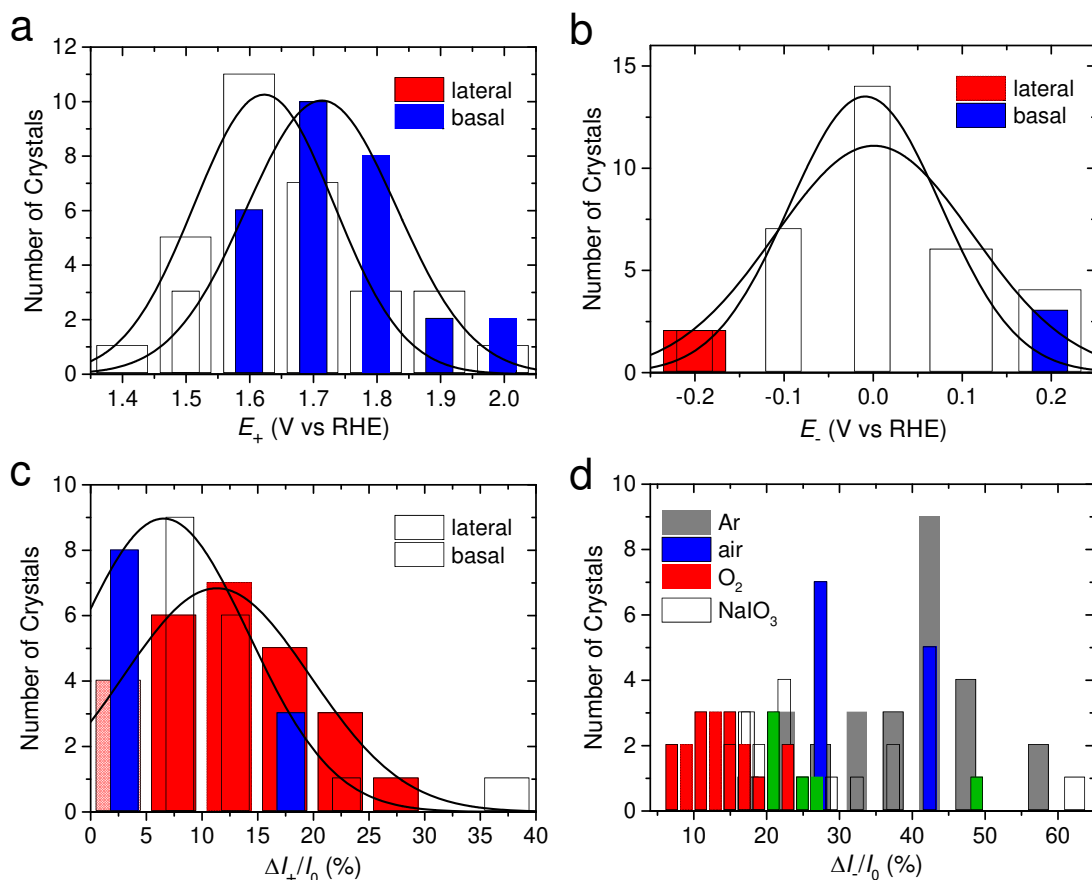 a
12
10
8
6
4
2
0
Number of Crystals
lateral
basal
1.4 1.5 1.6 1.7 1.8 1.9 2.0
E₊ (V vs RHE)
b
15
10
5
0
Number of Crystals
lateral
basal
-0.2 -0.1 0.0 0.1 0.2
E₋ (V vs RHE)
c
10
8
6
4
2
0
Number of Crystals
lateral
basal
0 5 10 15 20 25 30 35 40
ΔI₊/I₀ (%)
d
10
8
6
4
2
0
Number of Crystals
Ar
air
O₂
NaIO₃
10 20 30 40 50 60
ΔI₋/I₀ (%)